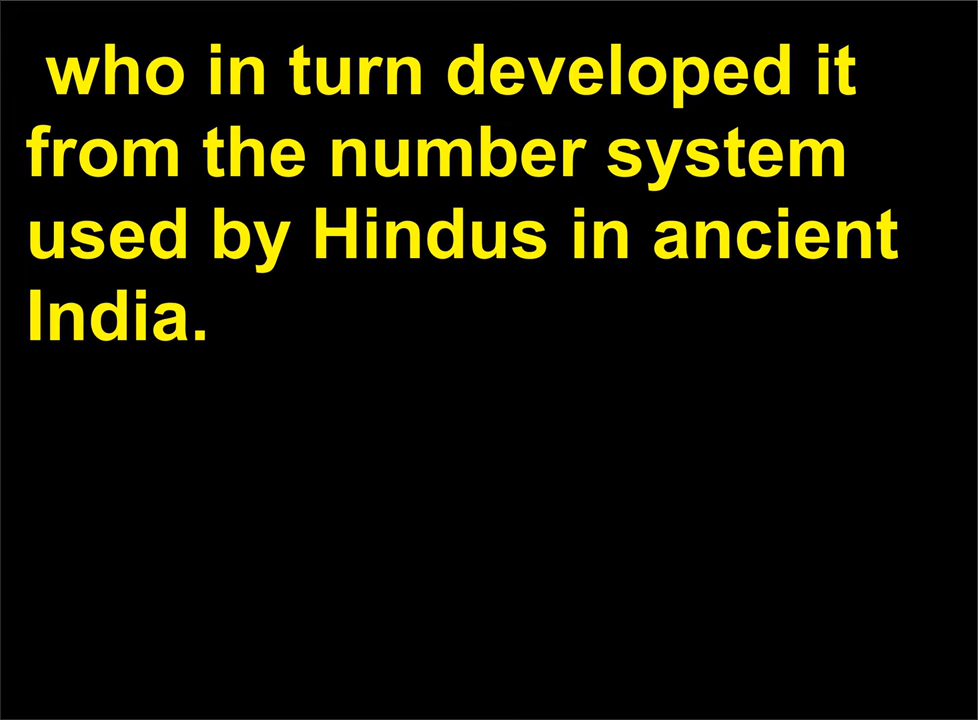 who in turn developed it
from the number system
used by Hindus in ancient
India.